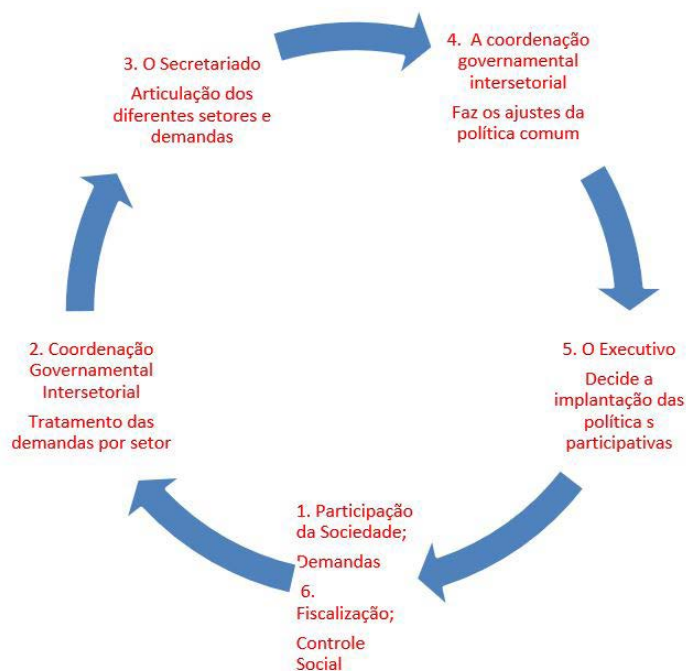 1. Participação
da Sociedade;
Demandas
6.
Fiscalização;
Controle
Social
2. Coordenação
Governamental
Intersetorial
Tratamento das
demandas por setor
3. O Secretariado
Articulação dos
diferentes setores e
demandas
4. A coordenação
governamental
intersetorial
Faz os ajustes da
política comum
5. O Executivo
Decide a
implantação das
política s
participativas